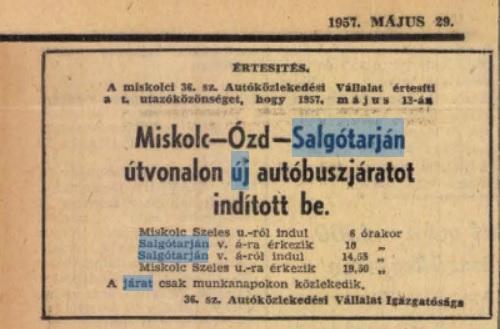 1957. MÁJUS 29.
ÉRTESITÉS.
A miskolci 36. sz. Autóközlekedési Vállalat értesíti
a t. utazóközönséget, hogy 1957. május 13-án
Miskolc—Ózd—Salgótarján
útvonalon új autóbuszjáratot
indított be.
Miskolc Szeles u.-ról indul 6 órakor
Salgótarján v. á-ra érkezik 10 „
Salgótarján v. á-ról indul 14,55 „
Miskolc Szeles u.-ra érkezik 19,50 „
A járat csak munkanapokon közlekedik.
36. sz. Autóközlekedési Vállalat Igazgatósága